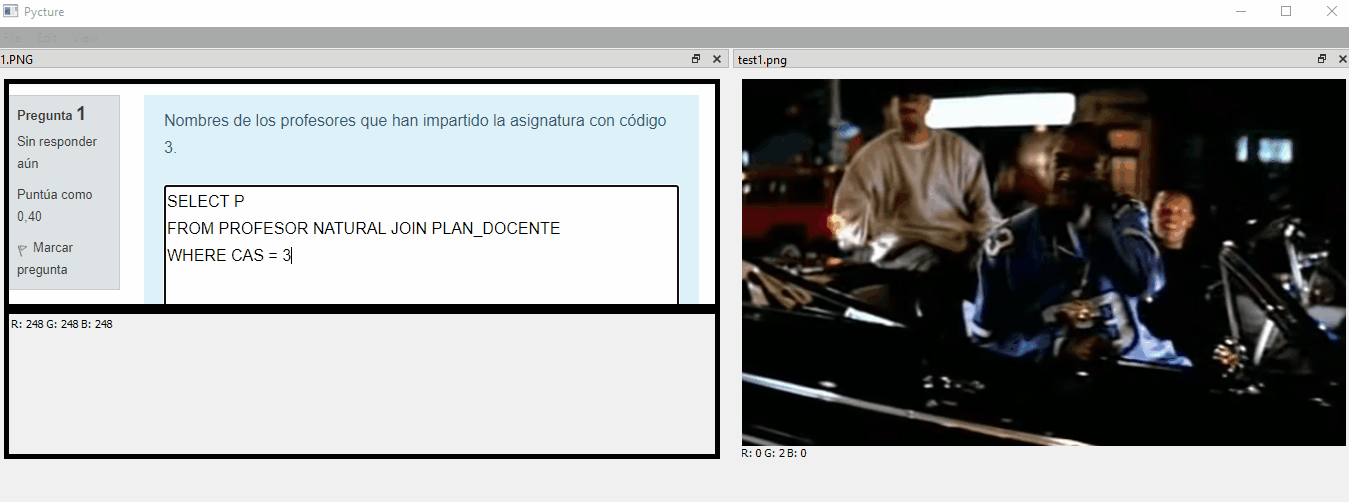 Pycture
File Edit View
1.PNG
test1.png
Pregunta 1
Sin responder
aún
Puntúa como
0,40
Marcar
pregunta
Nombres de los profesores que han impartido la asignatura con código
3.
SELECT P
FROM PROFESOR NATURAL JOIN PLAN_DOCENTE
WHERE CAS = 3
R: 248 G: 248 B: 248
R: 0 G: 2 B: 0